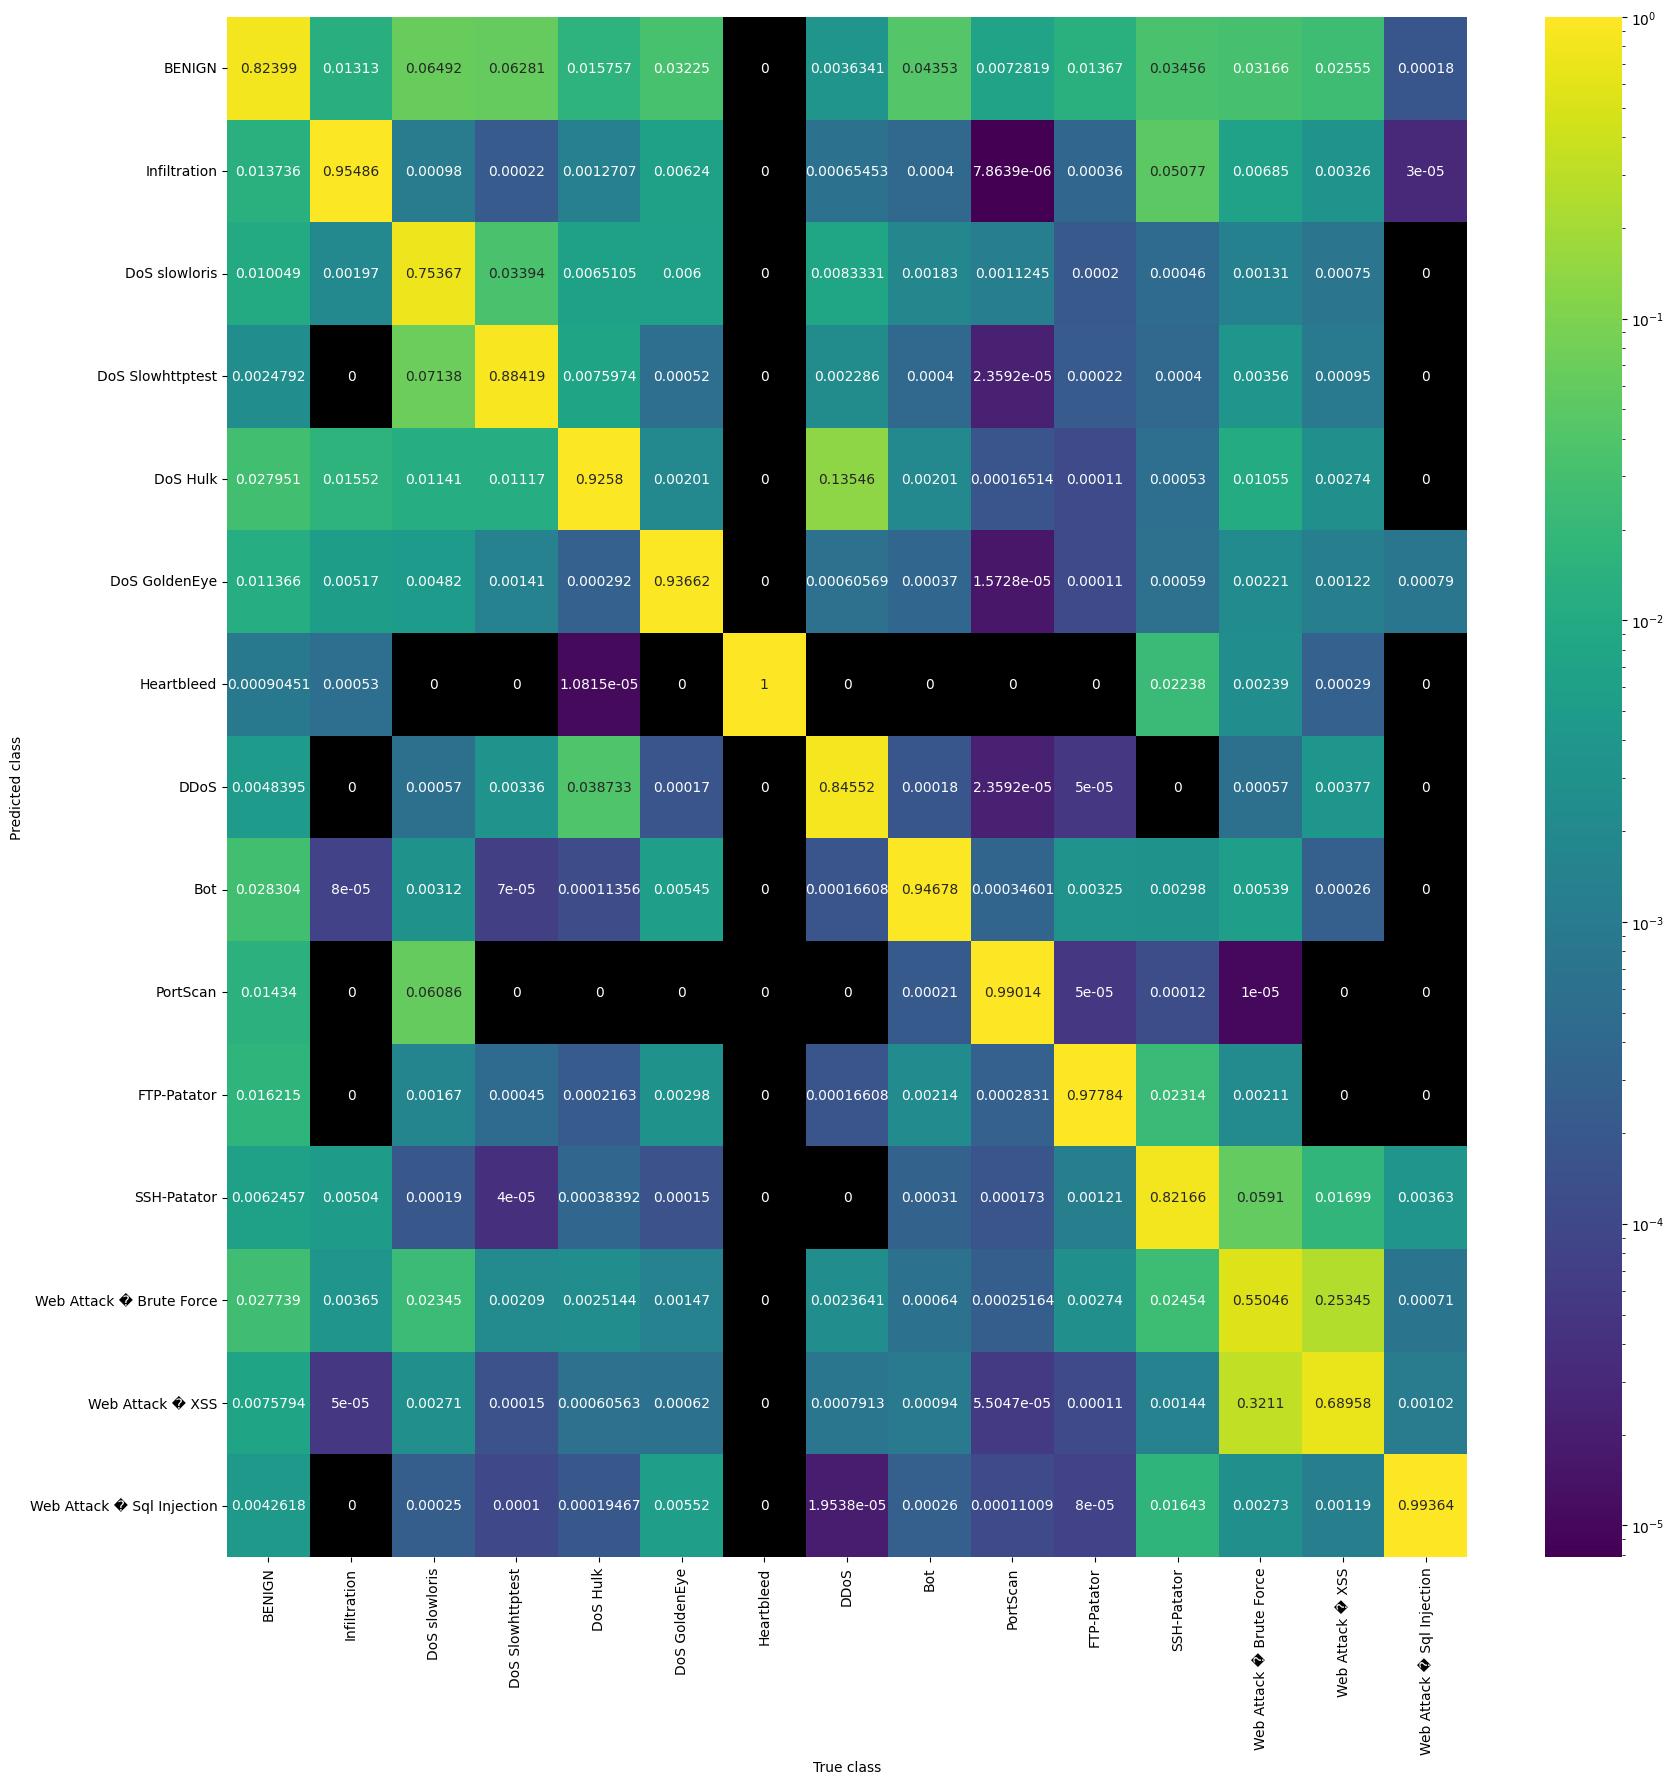 BENIGN 0.82399 0.01313 0.06492 0.06281 0.015757 0.03225 0 0.0036341 0.04353 0.0072819 0.01367 0.03456 0.03166 0.02555 0.00018
Infiltration 0.013736 0.95486 0.00098 0.00022 0.0012707 0.00624 0 0.00065453 0.0004 7.8639e-06 0.00036 0.05077 0.00685 0.00326 3e-05
DoS slowloris 0.010049 0.00197 0.75367 0.03394 0.0065105 0.006 0 0.0083331 0.00183 0.0011245 0.0002 0.00046 0.00131 0.00075 0
DoS Slowhttptest 0.0024792 0 0.07138 0.88419 0.0075974 0.00052 0 0.002286 0.0004 2.3592e-05 0.00022 0.0004 0.00356 0.00095 0
DoS Hulk 0.027951 0.01552 0.01141 0.01117 0.9258 0.00201 0 0.13546 0.00201 0.00016514 0.00011 0.00053 0.01055 0.00274 0
DoS GoldenEye 0.011366 0.00517 0.00482 0.00141 0.000292 0.93662 0 0.00060569 0.00037 1.5728e-05 0.00011 0.00059 0.00221 0.00122 0.00079
Heartbleed 0.00090451 0.00053 0 0 1.0815e-05 0 1 0 0 0 0 0.02238 0.00239 0.00029 0
DDoS 0.0048395 0 0.00057 0.00336 0.038733 0.00017 0 0.84552 0.00018 2.3592e-05 5e-05 0 0.00057 0.00377 0
Bot 0.028304 8e-05 0.00312 7e-05 0.00011356 0.00545 0 0.00016608 0.94678 0.00034601 0.00325 0.00298 0.00539 0.00026 0
PortScan 0.01434 0 0.06086 0 0 0 0 0 0.00021 0.99014 5e-05 0.00012 1e-05 0 0
FTP-Patator 0.016215 0 0.00167 0.00045 0.0002163 0.00298 0 0.00016608 0.00214 0.0002831 0.97784 0.02314 0.00211 0 0
SSH-Patator 0.0062457 0.00504 0.00019 4e-05 0.00038392 0.00015 0 0 0.00031 0.000173 0.00121 0.82166 0.0591 0.01699 0.00363
Web Attack � Brute Force 0.027739 0.00365 0.02345 0.00209 0.0025144 0.00147 0 0.0023641 0.00064 0.00025164 0.00274 0.02454 0.55046 0.25345 0.00071
Web Attack � XSS 0.0075794 5e-05 0.00271 0.00015 0.00060563 0.00062 0 0.0007913 0.00094 5.5047e-05 0.00011 0.00144 0.3211 0.68958 0.00102
Web Attack � Sql Injection 0.0042618 0 0.00025 0.0001 0.00019467 0.00552 0 1.9538e-05 0.00026 0.00011009 8e-05 0.01643 0.00273 0.00119 0.99364
Predicted class
BENIGN
Infiltration
DoS slowloris
DoS Slowhttptest
DoS Hulk
DoS GoldenEye
Heartbleed
DDoS
Bot
PortScan
FTP-Patator
SSH-Patator
Web Attack � Brute Force
Web Attack � XSS
Web Attack � Sql Injection
True class
10⁰
10⁻¹
10⁻²
10⁻³
10⁻⁴
10⁻⁵